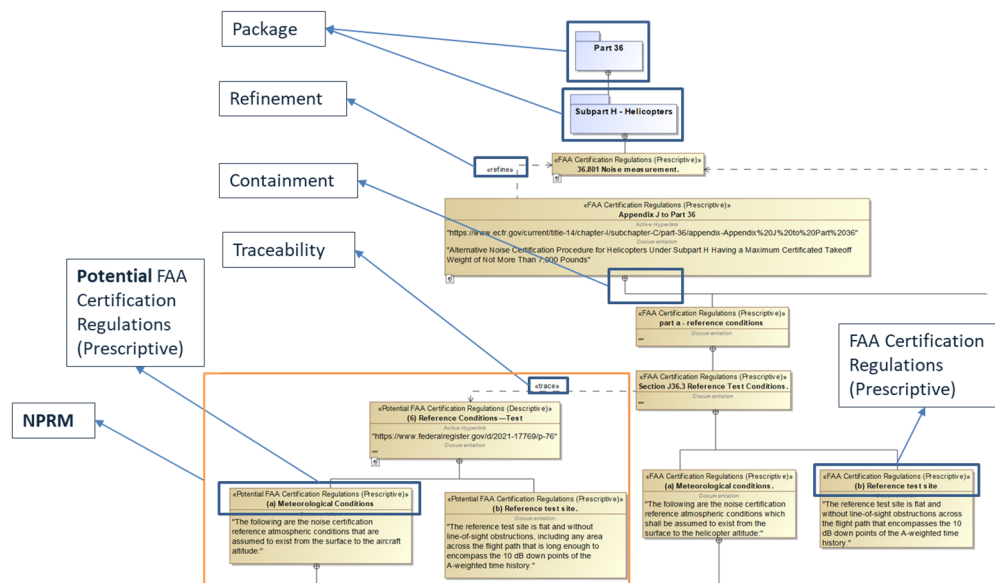 Package
Part 36
Subpart H - Helicopters
Refinement
«FAA Certification Regulations (Prescriptive)»
36.801 Noise measurement.
«refine»
Containment
«FAA Certification Regulations (Prescriptive)»
Appendix J to Part 36
Active Hyperlink
"https://www.ecfr.gov/current/title-14/chapter-I/subchapter-C/part-36/appendix-Appendix%20J%20to%20Part%2036"
Documentation
"Alternative Noise Certification Procedure for Helicopters Under Subpart H Having a Maximum Certificated Takeoff
Weight of Not More Than 7,000 Pounds"
Traceability
Potential FAA
Certification
Regulations
(Prescriptive)
«FAA Certification Regulations (Prescriptive)»
part a - reference conditions
Documentation
""
FAA Certification
Regulations
(Prescriptive)
«trace»
«FAA Certification Regulations (Prescriptive)»
Section J36.3 Reference Test Conditions.
Documentation
""
NPRM
«Potential FAA Certification Regulations (Descriptive)»
(6) Reference Conditions—Test
Active Hyperlink
"https://www.federalregister.gov/d/2021-17769/p-76"
Documentation
""
«Potential FAA Certification Regulations (Prescriptive)»
(a) Meteorological Conditions
"The following are the noise certification
reference atmospheric conditions that are
assumed to exist from the surface to the aircraft
altitude:"
«Potential FAA Certification Regulations (Prescriptive)»
(b) Reference test site.
Documentation
"The reference test site is flat and without
line-of-sight obstructions, including any area
across the flight path that is long enough to
encompass the 10 dB down points of the
A-weighted time history."
«FAA Certification Regulations (Prescriptive)»
(a) Meteorological conditions.
Documentation
"The following are the noise certification
reference atmospheric conditions which
shall be assumed to exist from the
surface to the helicopter altitude:"
«FAA Certification Regulations (Prescriptive)»
(b) Reference test site
Documentation
"The reference test site is flat and
without line-of-sight obstructions across
the flight path that encompasses the 10
dB down points of the A-weighted time
history."